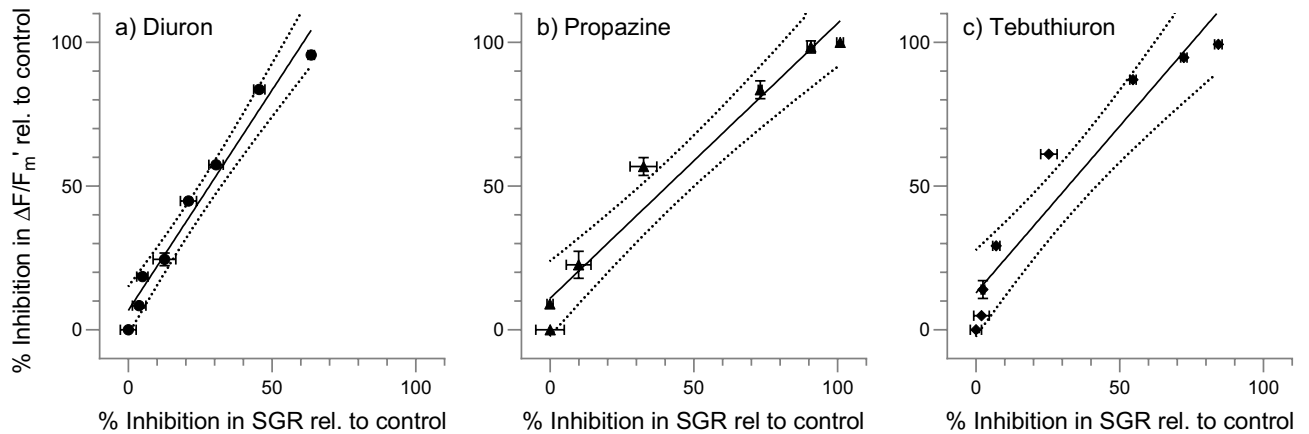 % Inhibition in ΔF/Fm' rel. to control
a) Diuron
100
50
0
0
50
100
% Inhibition in SGR rel. to control
b) Propazine
100
50
0
0
50
100
% Inhibition in SGR rel. to control
c) Tebuthiuron
100
50
0
0
50
100
% Inhibition in SGR rel. to control